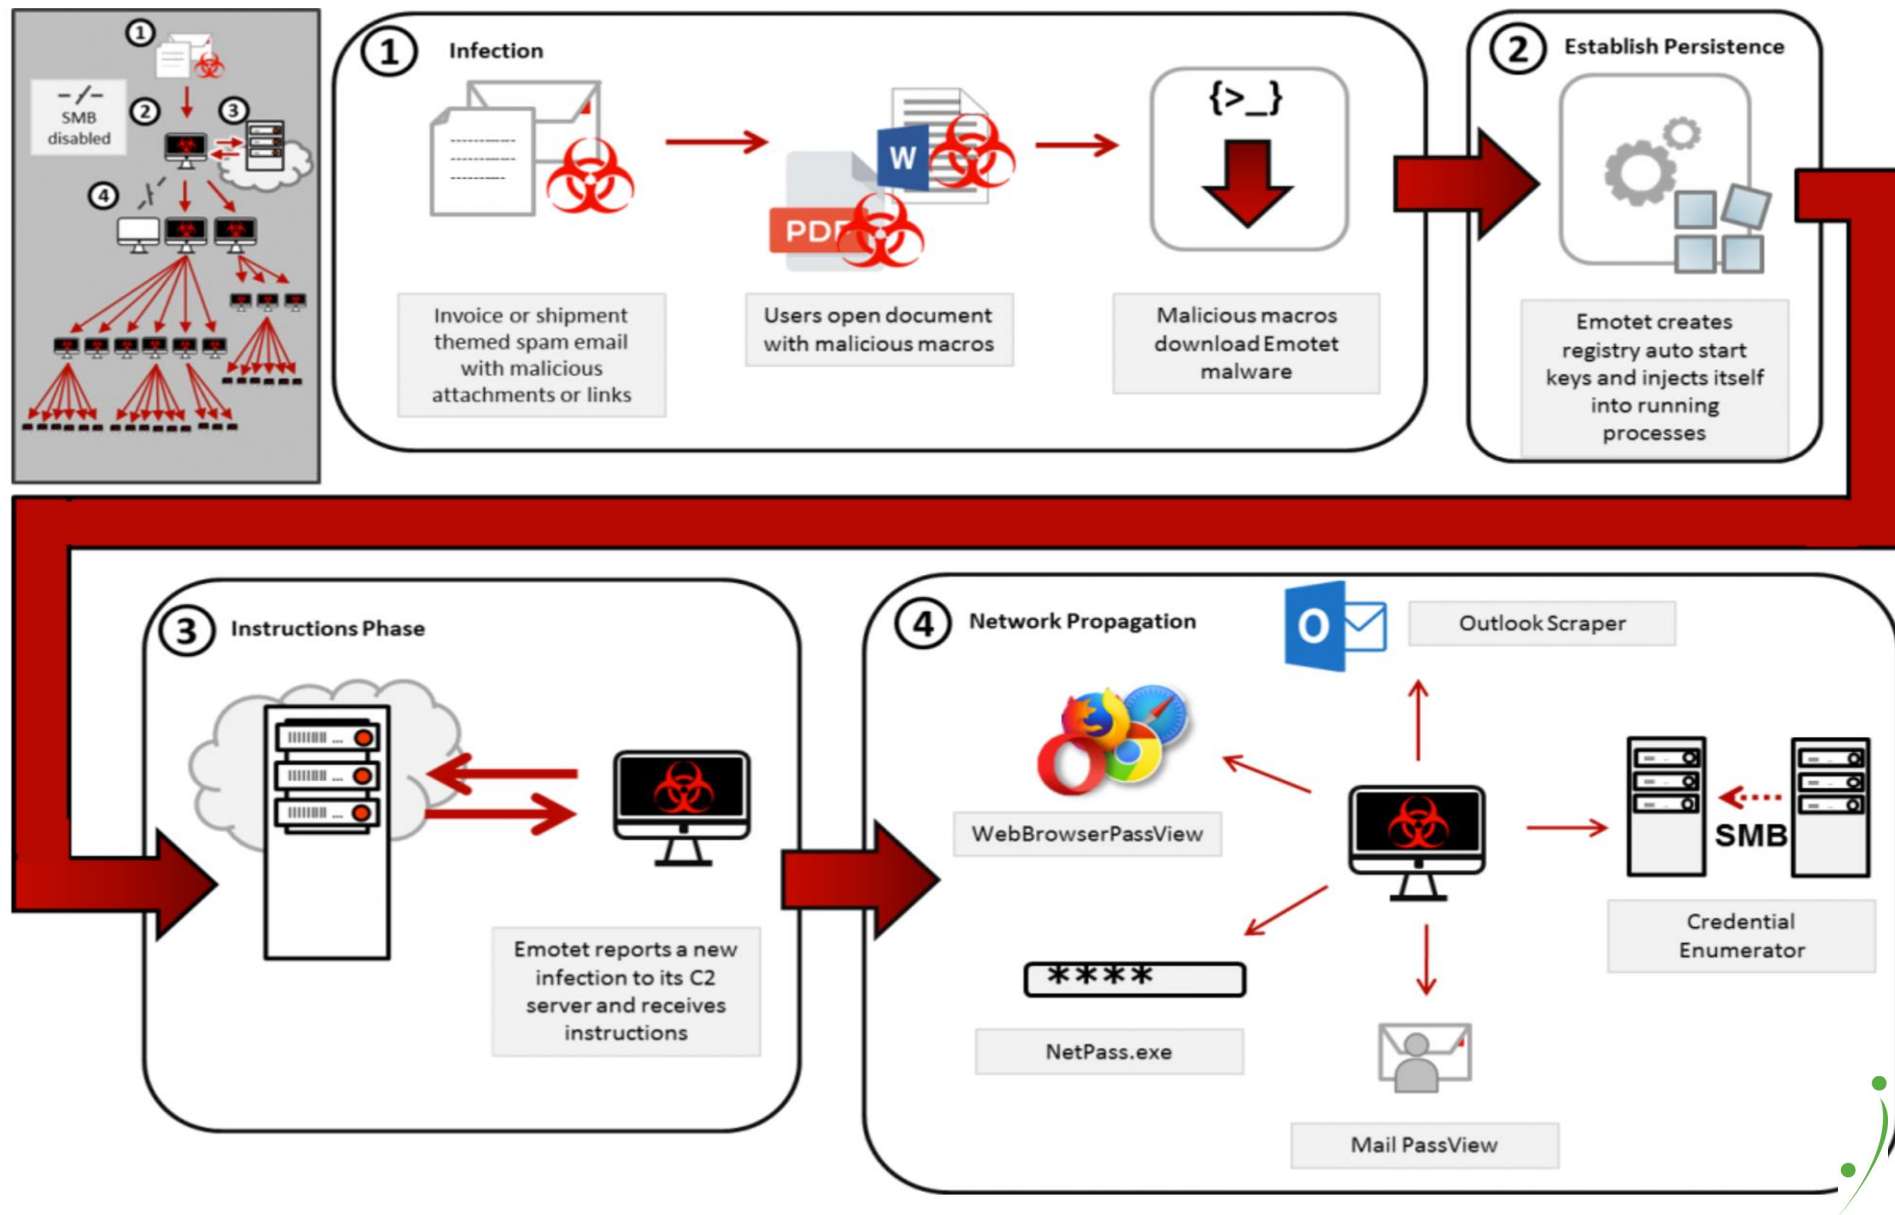 1
-/-
SMB
disabled
2
3
4
1 Infection
Invoice or shipment
themed spam email
with malicious
attachments or links
W
PDF
Users open document
with malicious macros
{>_}
Malicious macros
download Emotet
malware
2 Establish Persistence
Emotet creates
registry auto start
keys and injects itself
into running
processes
3 Instructions Phase
Emotet reports a new
infection to its C2
server and receives
instructions
4 Network Propagation
O
Outlook Scraper
WebBrowserPassView
SMB
Credential
Enumerator
****
NetPass.exe
Mail PassView